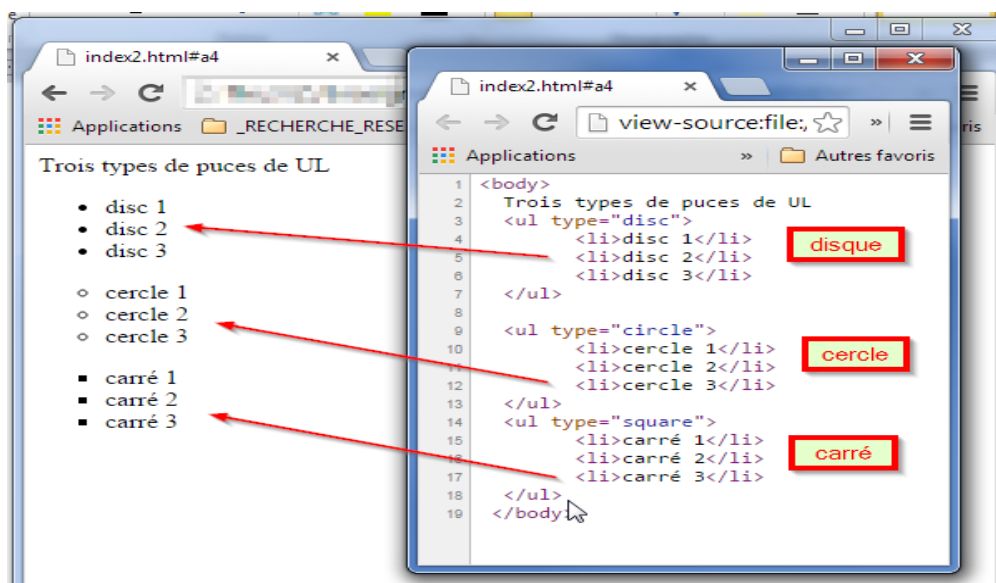 index2.html#a4
Applications _RECHERCHE_RESE
Trois types de puces de UL
disc 1
disc 2
disc 3
cercle 1
cercle 2
cercle 3
carré 1
carré 2
carré 3
index2.html#a4
view-source:file:, »
Applications » Autres favoris
ris
1 <body>
2 Trois types de puces de UL
3 <ul type="disc">
4 <li>disc 1</li>
5 <li>disc 2</li>
6 <li>disc 3</li>
7 </ul>
8
9 <ul type="circle">
10 <li>cercle 1</li>
11 <li>cercle 2</li>
12 <li>cercle 3</li>
13 </ul>
14 <ul type="square">
15 <li>carré 1</li>
16 <li>carré 2</li>
17 <li>carré 3</li>
18 </ul>
19 </body>
disque
cercle
carré